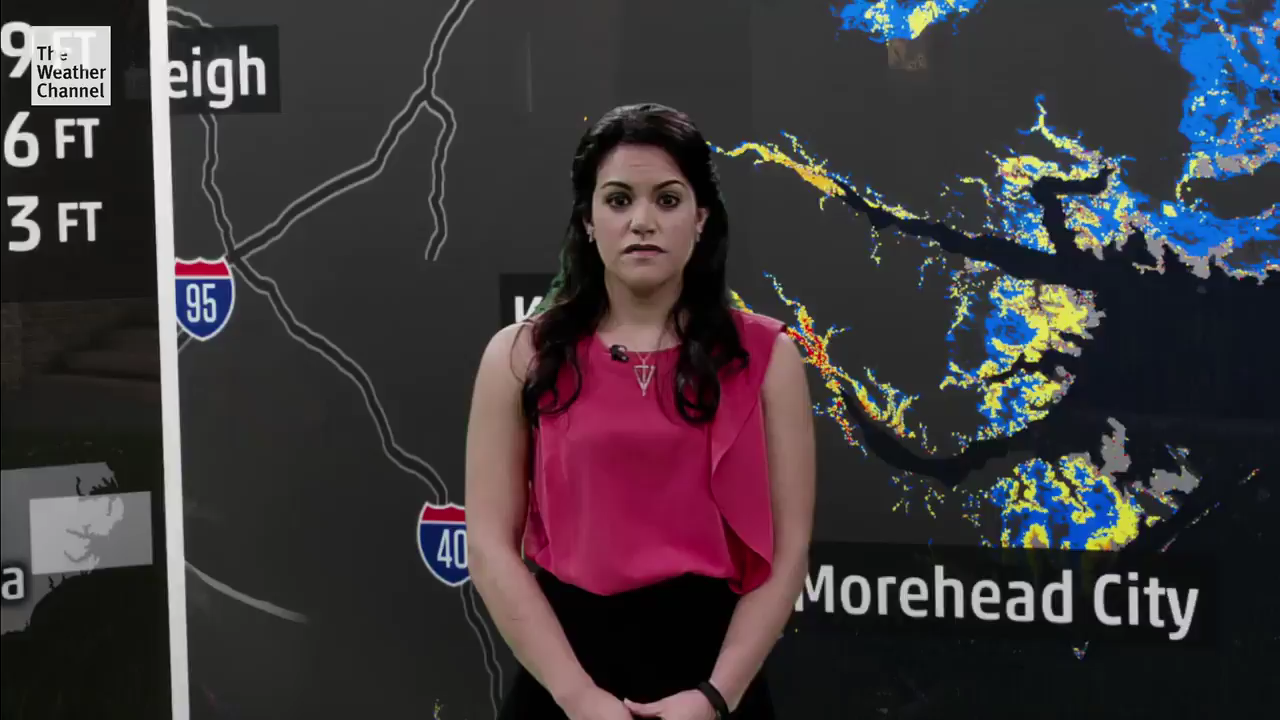 9 FT
The
Weather
Channel
6 FT
3 FT
eigh
95
40
Morehead City
a